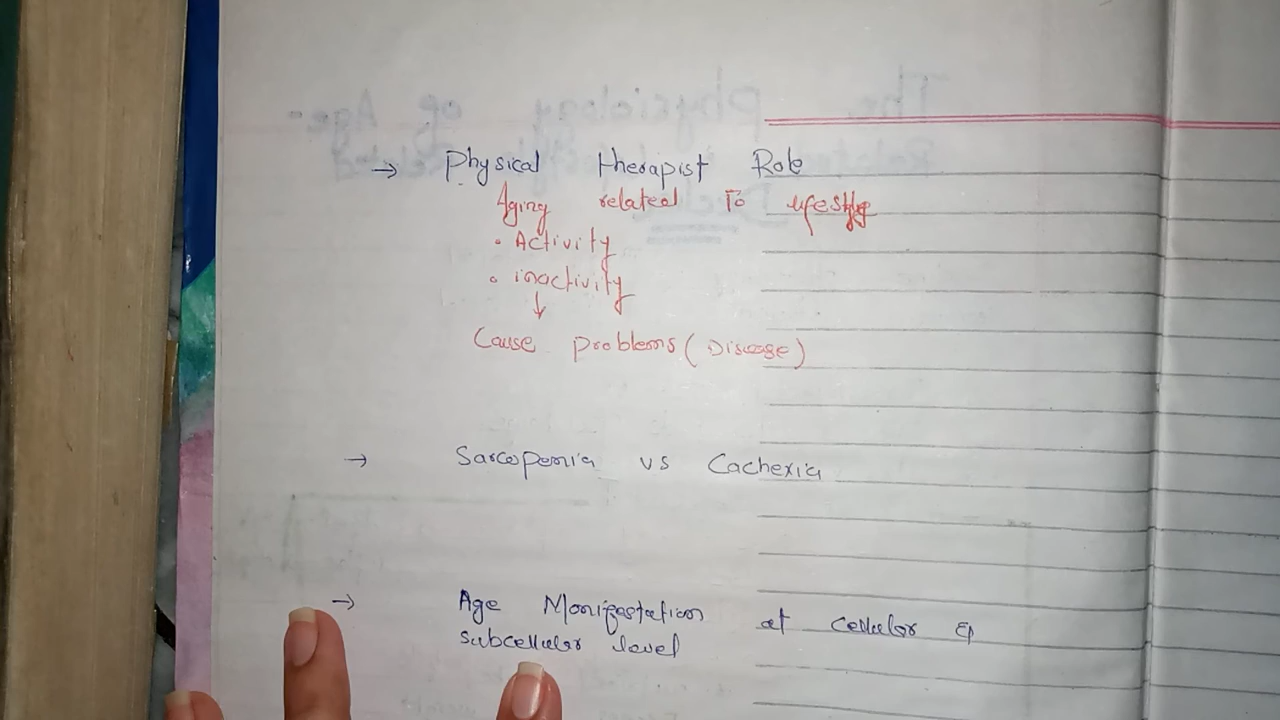 → Physical therapist Role
Aging related To lifestyle
• Activity
• inactivity
↓
Cause problems (Disease)
→ Sarcopenia vs Cachexia
→ Age Manifestation at cellular &
subcellular level